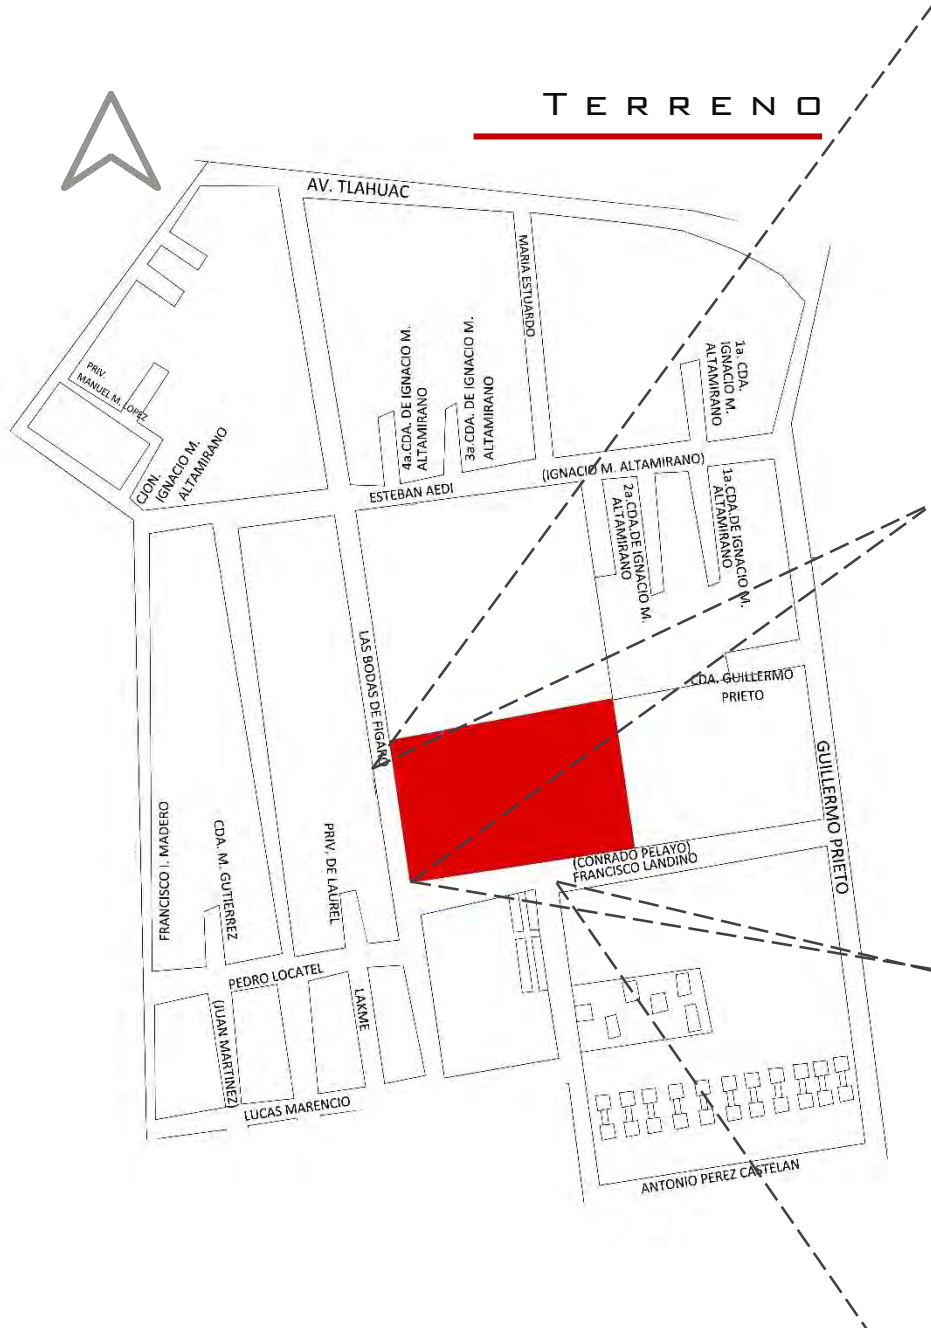 TERRENO
AV. TLAHUAC
MARIA ESTUARDO
1a. CDA.
IGNACIO M.
ALTAMIRANO
4a.CDA. DE IGNACIO M.
ALTAMIRANO
3a.CDA. DE IGNACIO M.
ALTAMIRANO
PRIV.
MANUEL M. LOPEZ
CJON.
IGNACIO M.
ALTAMIRANO
(IGNACIO M. ALTAMIRANO)
ESTEBAN AEDI
2a.CDA.DE IGNACIO M.
ALTAMIRANO
1a.CDA.DE IGNACIO M.
ALTAMIRANO
LAS BODAS DE FIGARO
CDA. GUILLERMO
PRIETO
GUILLERMO PRIETO
FRANCISCO I. MADERO
CDA. M. GUTIERREZ
PRIV. DE LAUREL
(CONRADO PELAYO)
FRANCISCO LANDINO
PEDRO LOCATEL
(JUAN MARTINEZ)
LAKME
LUCAS MARENCIO
ANTONIO PEREZ CASTELAN